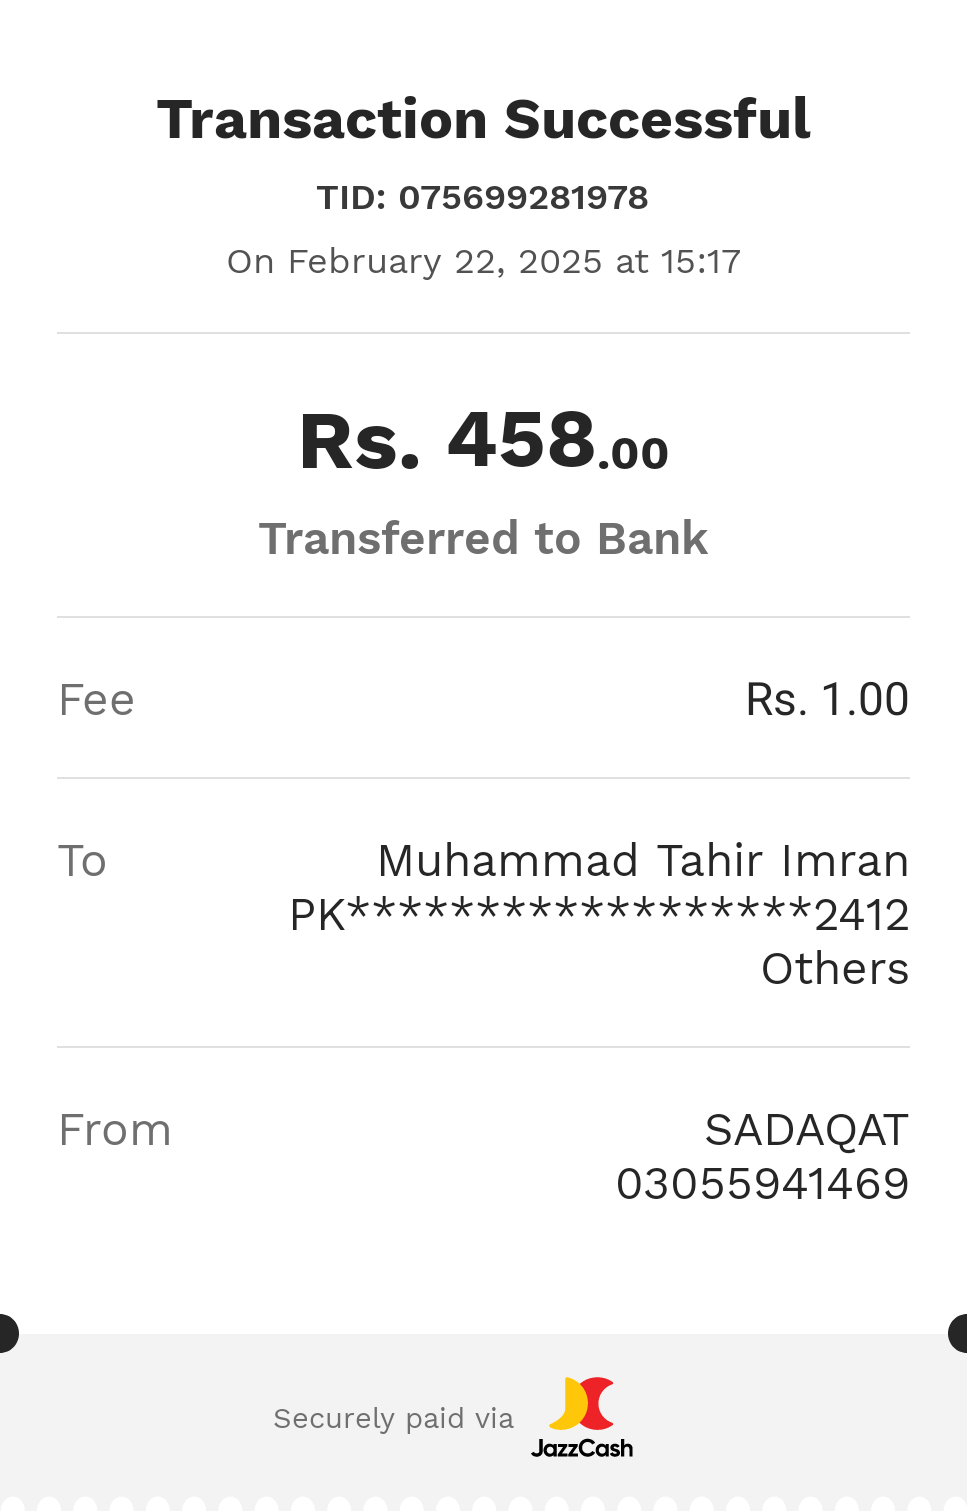 Transaction Successful
TID: 075699281978
On February 22, 2025 at 15:17
Rs. 458.00
Transferred to Bank
Fee Rs. 1.00
To Muhammad Tahir Imran
PK******************2412
Others
From SADAQAT
03055941469
Securely paid via JazzCash